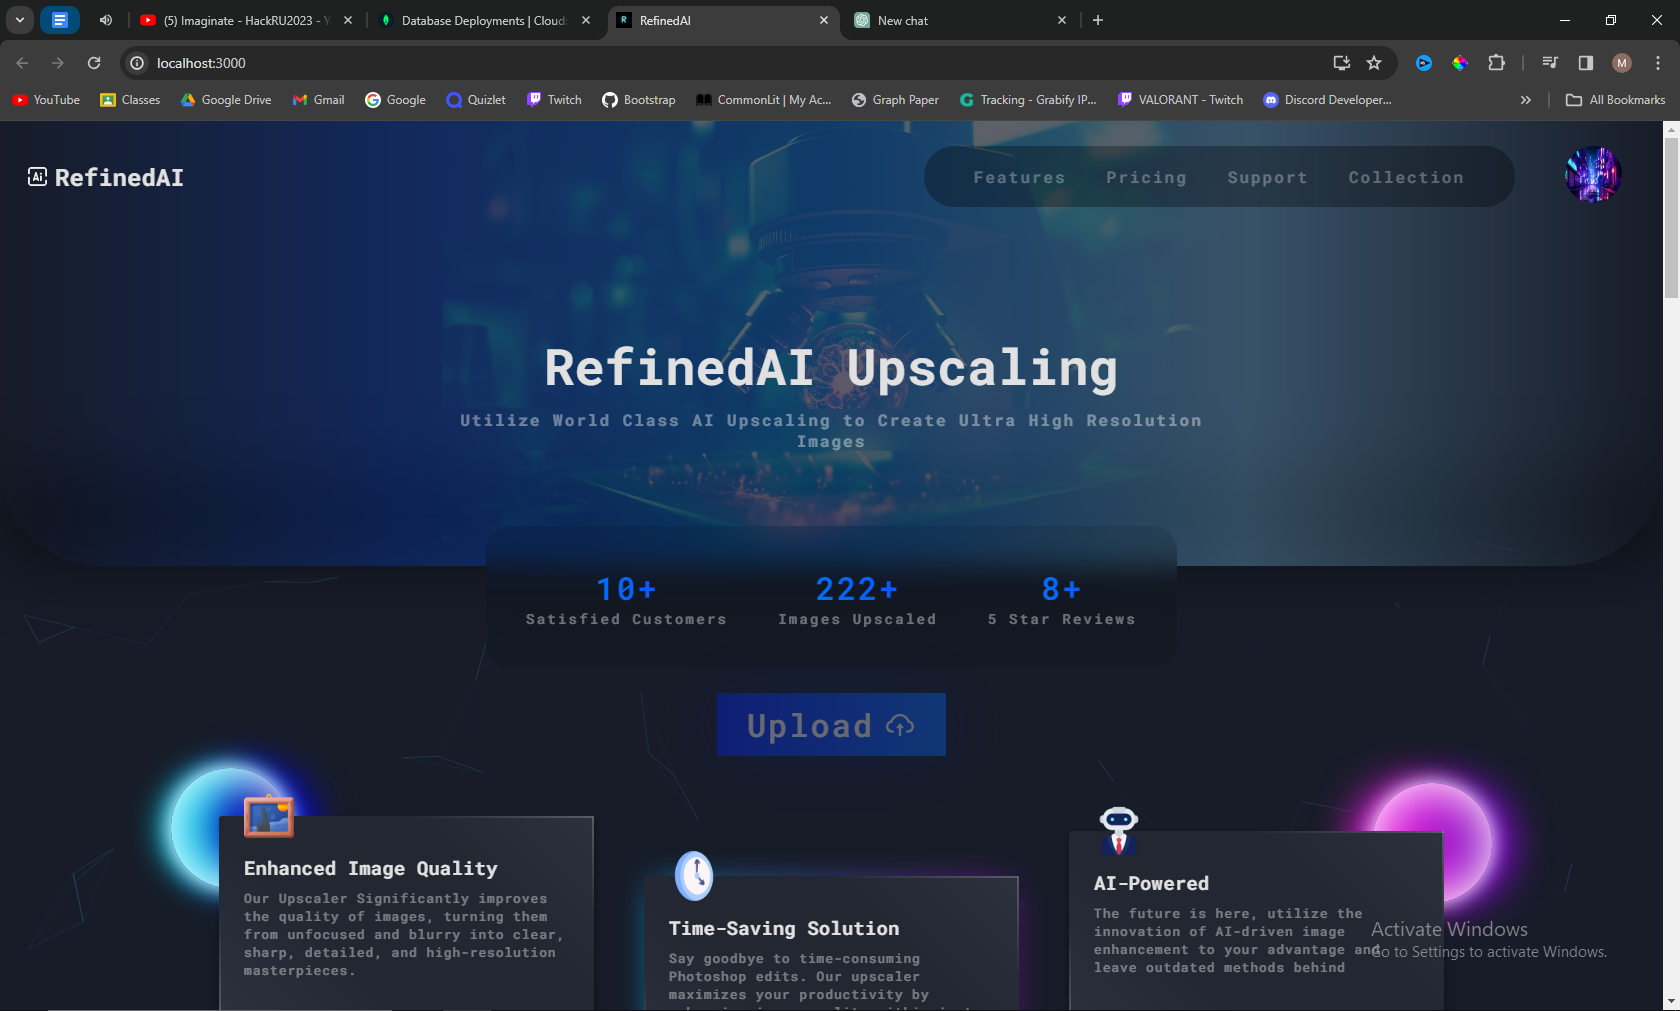 (5) Imaginate - HackRU2023 - Y
Database Deployments | Cloud:
RefinedAI
New chat
localhost:3000
M
YouTube
Classes
Google Drive
Gmail
Google
Quizlet
Twitch
Bootstrap
CommonLit | My Ac...
Graph Paper
Tracking - Grabify IP...
VALORANT - Twitch
Discord Developer...
All Bookmarks
Ai RefinedAI
Features
Pricing
Support
Collection
RefinedAI Upscaling
Utilize World Class AI Upscaling to Create Ultra High Resolution
Images
10+
Satisfied Customers
222+
Images Upscaled
8+
5 Star Reviews
Upload
Enhanced Image Quality
Our Upscaler Significantly improves
the quality of images, turning them
from unfocused and blurry into clear,
sharp, detailed, and high-resolution
masterpieces.
Time-Saving Solution
Say goodbye to time-consuming
Photoshop edits. Our upscaler
maximizes your productivity by
AI-Powered
The future is here, utilize the
innovation of AI-driven image
enhancement to your advantage and
leave outdated methods behind
Activate Windows
Go to Settings to activate Windows.